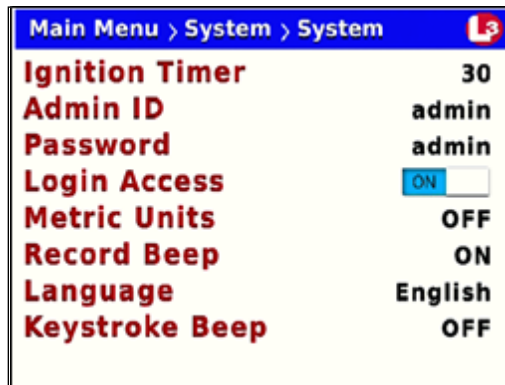 Main Menu > System > System L3
Ignition Timer 30
Admin ID admin
Password admin
Login Access ON
Metric Units OFF
Record Beep ON
Language English
Keystroke Beep OFF